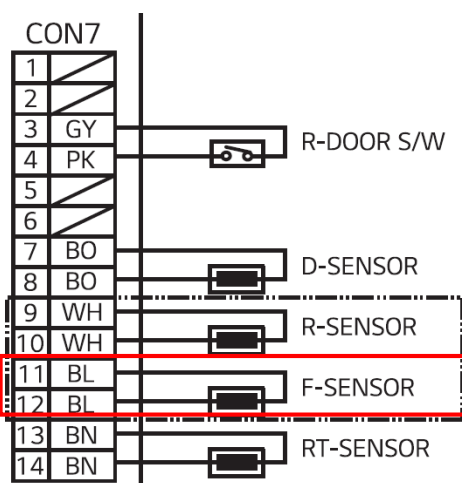 CON7
1
2
3 GY
R-DOOR S/W
4 PK
5
6
7 BO
D-SENSOR
8 BO
9 WH
R-SENSOR
10 WH
11 BL
F-SENSOR
12 BL
13 BN
RT-SENSOR
14 BN